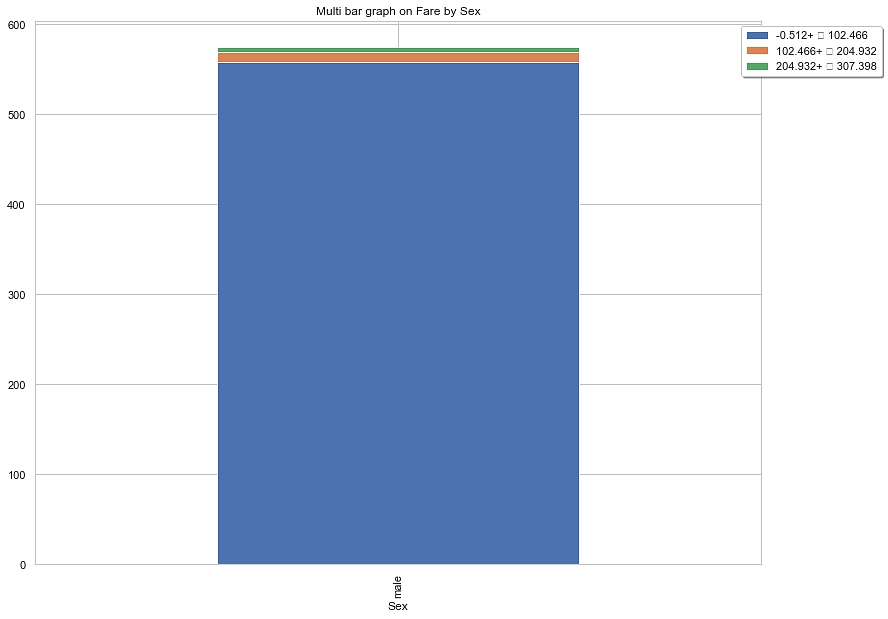 Multi bar graph on Fare by Sex
600
500
400
300
200
100
0
-0.512+ □ 102.466
102.466+ □ 204.932
204.932+ □ 307.398
male
Sex